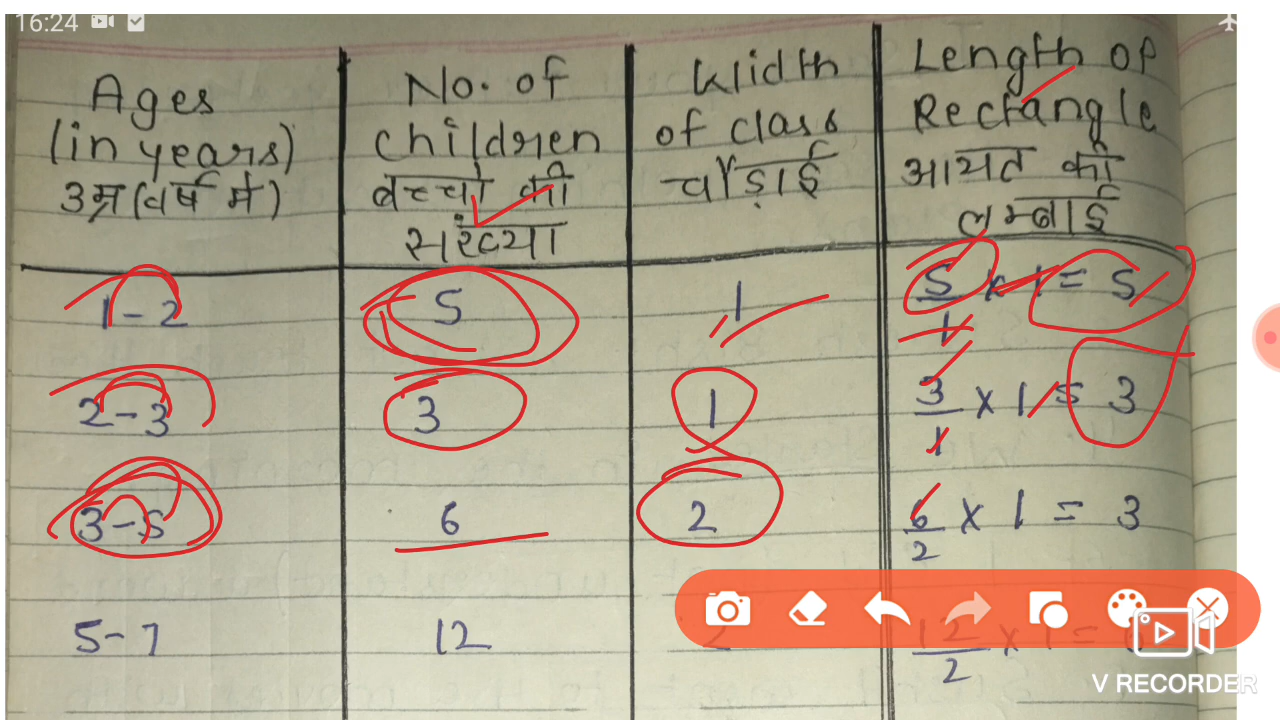 16:24
Ages
(in years)
उम्र (वर्ष में)
No. of
children
बच्चों की
संख्या
Width
of class
चौड़ाई
Length of
Rectangle
आयत की
लम्बाई
1-2 5 1 5/1 × 1 = 5
2-3 3 1 3/1 × 1 = 3
3-5 6 2 6/2 × 1 = 3
5-7 12 2 12/2 × 1 =
V RECORDER